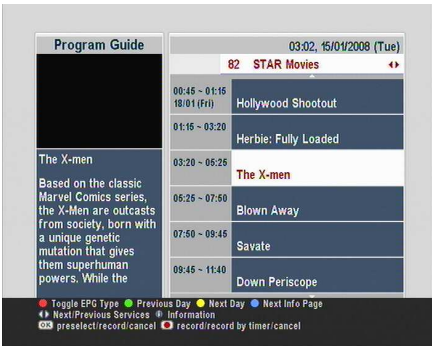 Program Guide
03:02, 15/01/2008 (Tue)
82 STAR Movies
00:45 ~ 01:15
18/01 (Fri)
Hollywood Shootout
01:15 ~ 03:20
Herbie: Fully Loaded
03:20 ~ 05:25
The X-men
05:25 ~ 07:50
Blown Away
07:50 ~ 09:45
Savate
09:45 ~ 11:40
Down Periscope
The X-men
Based on the classic
Marvel Comics series,
the X-Men are outcasts
from society, born with
a unique genetic
mutation that gives
them superhuman
powers. While the
Toggle EPG Type Previous Day Next Day Next Info Page
Next/Previous Services Information
OK preselect/record/cancel record/record by timer/cancel